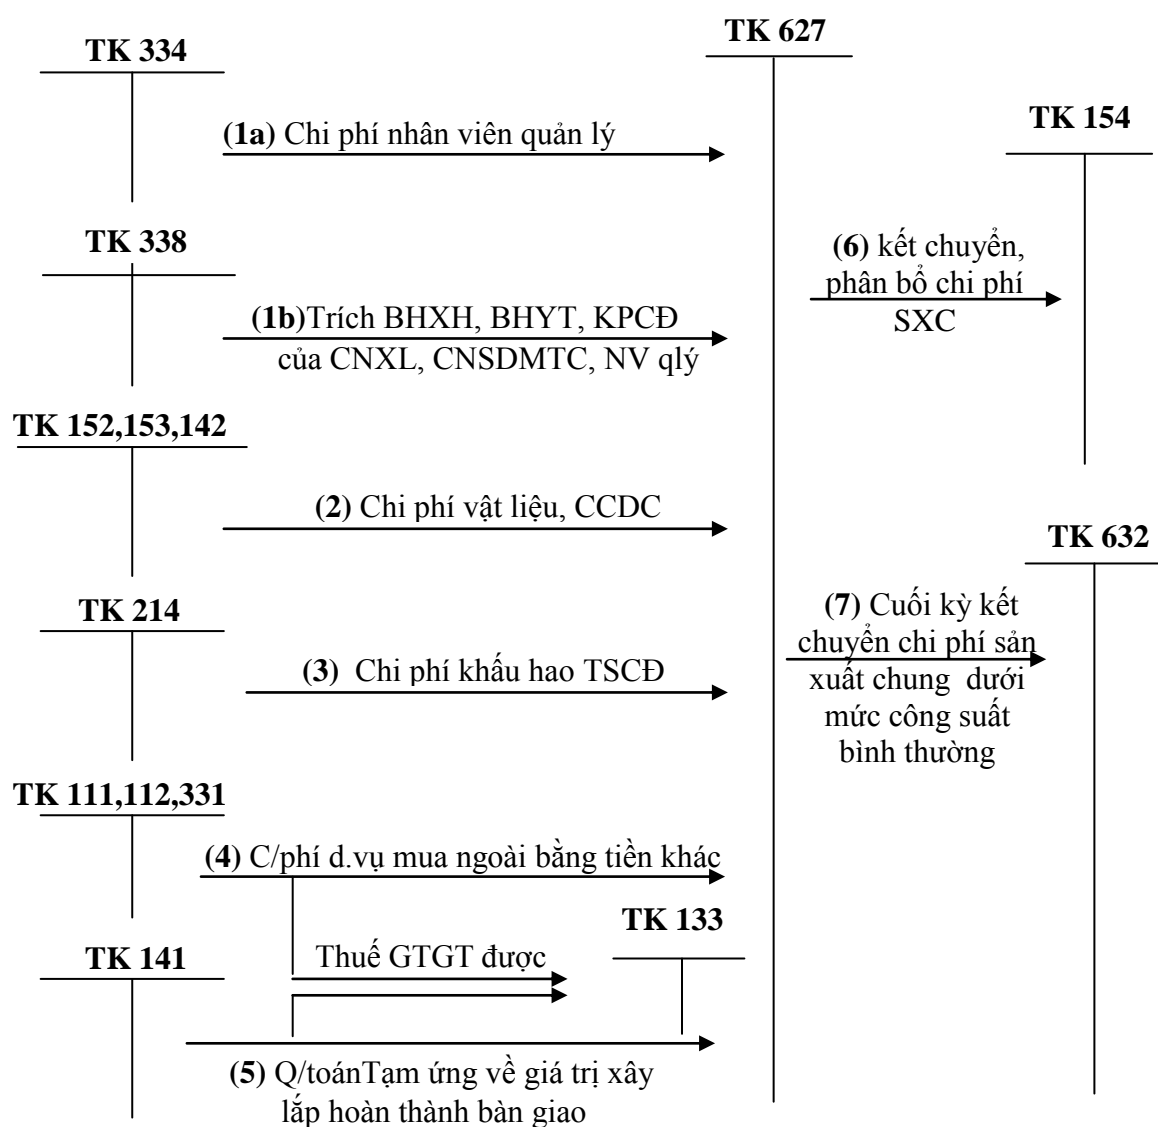 TK 334
TK 627
(1a) Chi phí nhân viên quản lý
TK 154
TK 338
(1b)Trích BHXH, BHYT, KPCĐ
của CNXL, CNSDMTC, NV qlý
(6) kết chuyển,
phân bổ chi phí
SXC
TK 152,153,142
(2) Chi phí vật liệu, CCDC
TK 632
TK 214
(3) Chi phí khấu hao TSCĐ
(7) Cuối kỳ kết
chuyển chi phí sản
xuất chung dưới
mức công suất
bình thường
TK 111,112,331
(4) C/phí d.vụ mua ngoài bằng tiền khác
TK 133
TK 141
Thuế GTGT được
(5) Q/toánTạm ứng về giá trị xây
lắp hoàn thành bàn giao